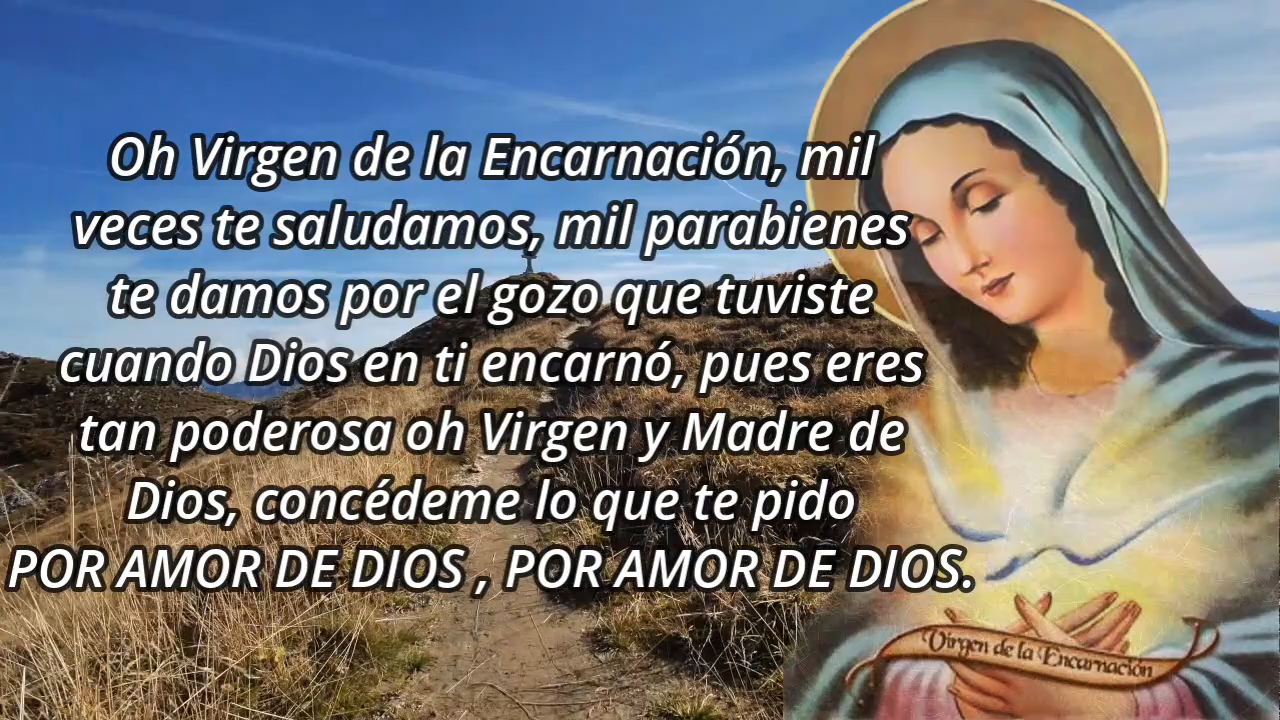 Oh Virgen de la Encarnación, mil
veces te saludamos, mil parabienes
te damos por el gozo que tuviste
cuando Dios en ti encarnó, pues eres
tan poderosa oh Virgen y Madre de
Dios, concédeme lo que te pido
POR AMOR DE DIOS , POR AMOR DE DIOS.
Virgen de la Encarnación